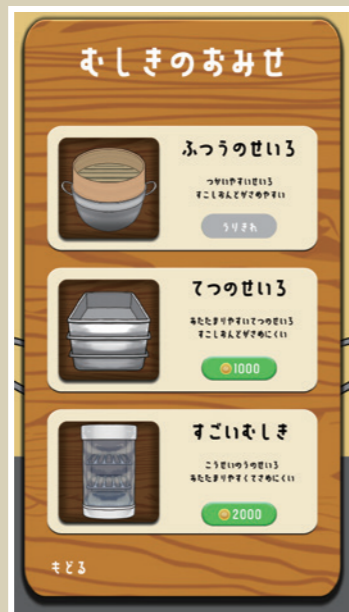 むしきのおみせ
ふつうのせいろ
つかいやすいせいろ
すこしおんどがさめやすい
うりきれ
てつのせいろ
あたたまりやすいてつのせいろ
すこしおんどがさめにくい
1000
すごいむしき
こうせいのうのせいろ
あたたまりやすくてさめにくい
2000
もどる